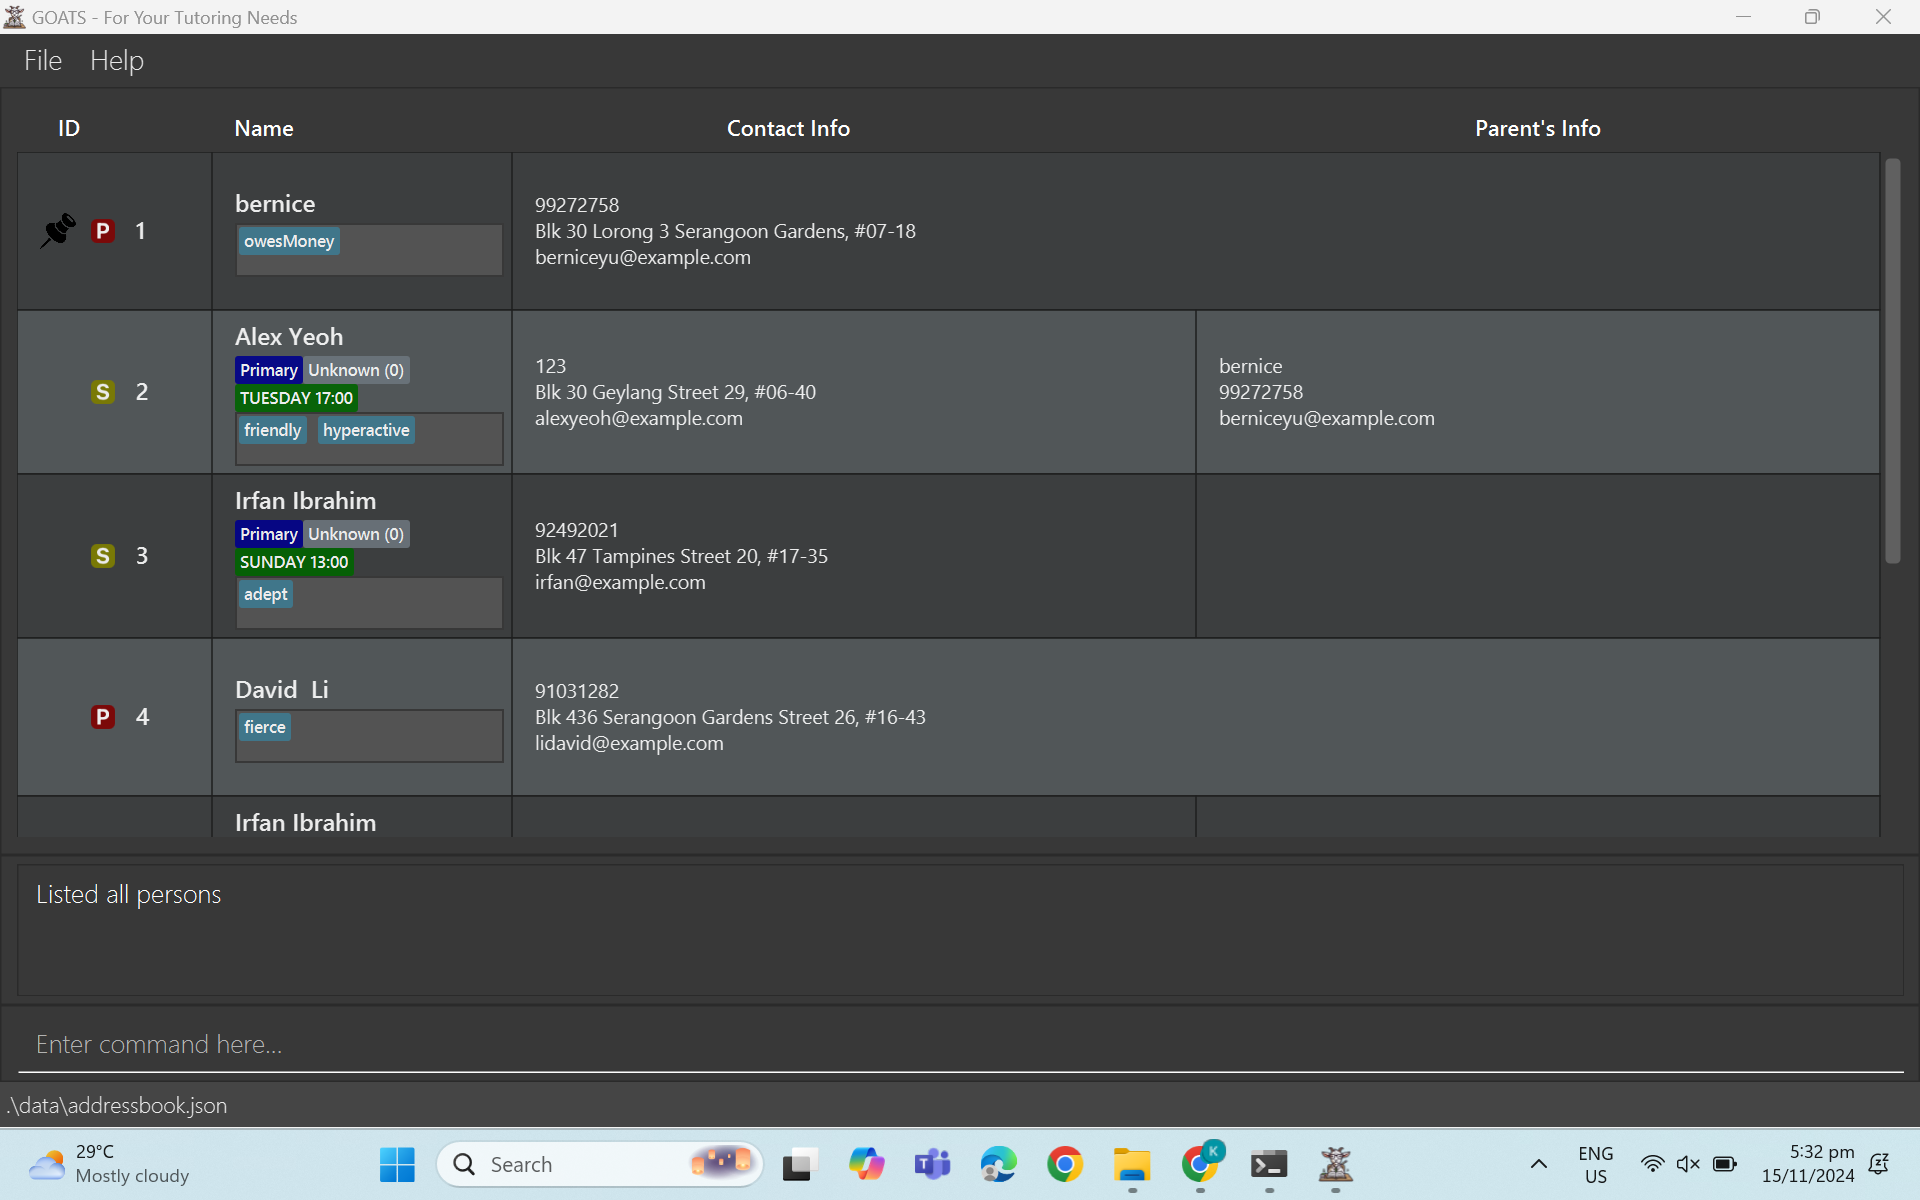 GOATS - For Your Tutoring Needs
File Help
ID Name Contact Info Parent's Info
P 1
bernice
owesMoney
99272758
Blk 30 Lorong 3 Serangoon Gardens, #07-18
berniceyu@example.com
S 2
Alex Yeoh
Primary Unknown (0)
TUESDAY 17:00
friendly hyperactive
123
Blk 30 Geylang Street 29, #06-40
alexyeoh@example.com
bernice
99272758
berniceyu@example.com
S 3
Irfan Ibrahim
Primary Unknown (0)
SUNDAY 13:00
adept
92492021
Blk 47 Tampines Street 20, #17-35
irfan@example.com
P 4
David  Li
fierce
91031282
Blk 436 Serangoon Gardens Street 26, #16-43
lidavid@example.com
Irfan Ibrahim
Listed all persons
Enter command here...
.\data\addressbook.json
29°C
Mostly cloudy
Search
K
ENG
US
5:32 pm
15/11/2024